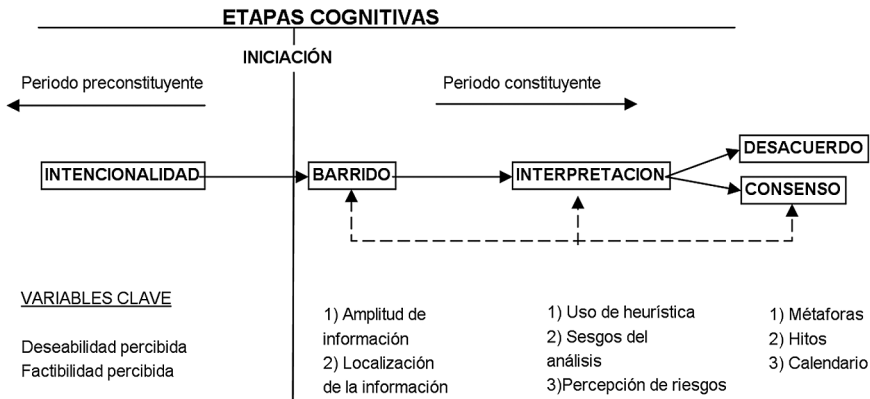 ETAPAS COGNITIVAS
INICIACIÓN
Periodo preconstituyente
Periodo constituyente
INTENCIONALIDAD
BARRIDO
INTERPRETACION
DESACUERDO
CONSENSO
VARIABLES CLAVE
Deseabilidad percibida
Factibilidad percibida
1) Amplitud de
información
2) Localización
de la información
1) Uso de heurística
2) Sesgos del
análisis
3)Percepción de riesgos
1) Métaforas
2) Hitos
3) Calendario